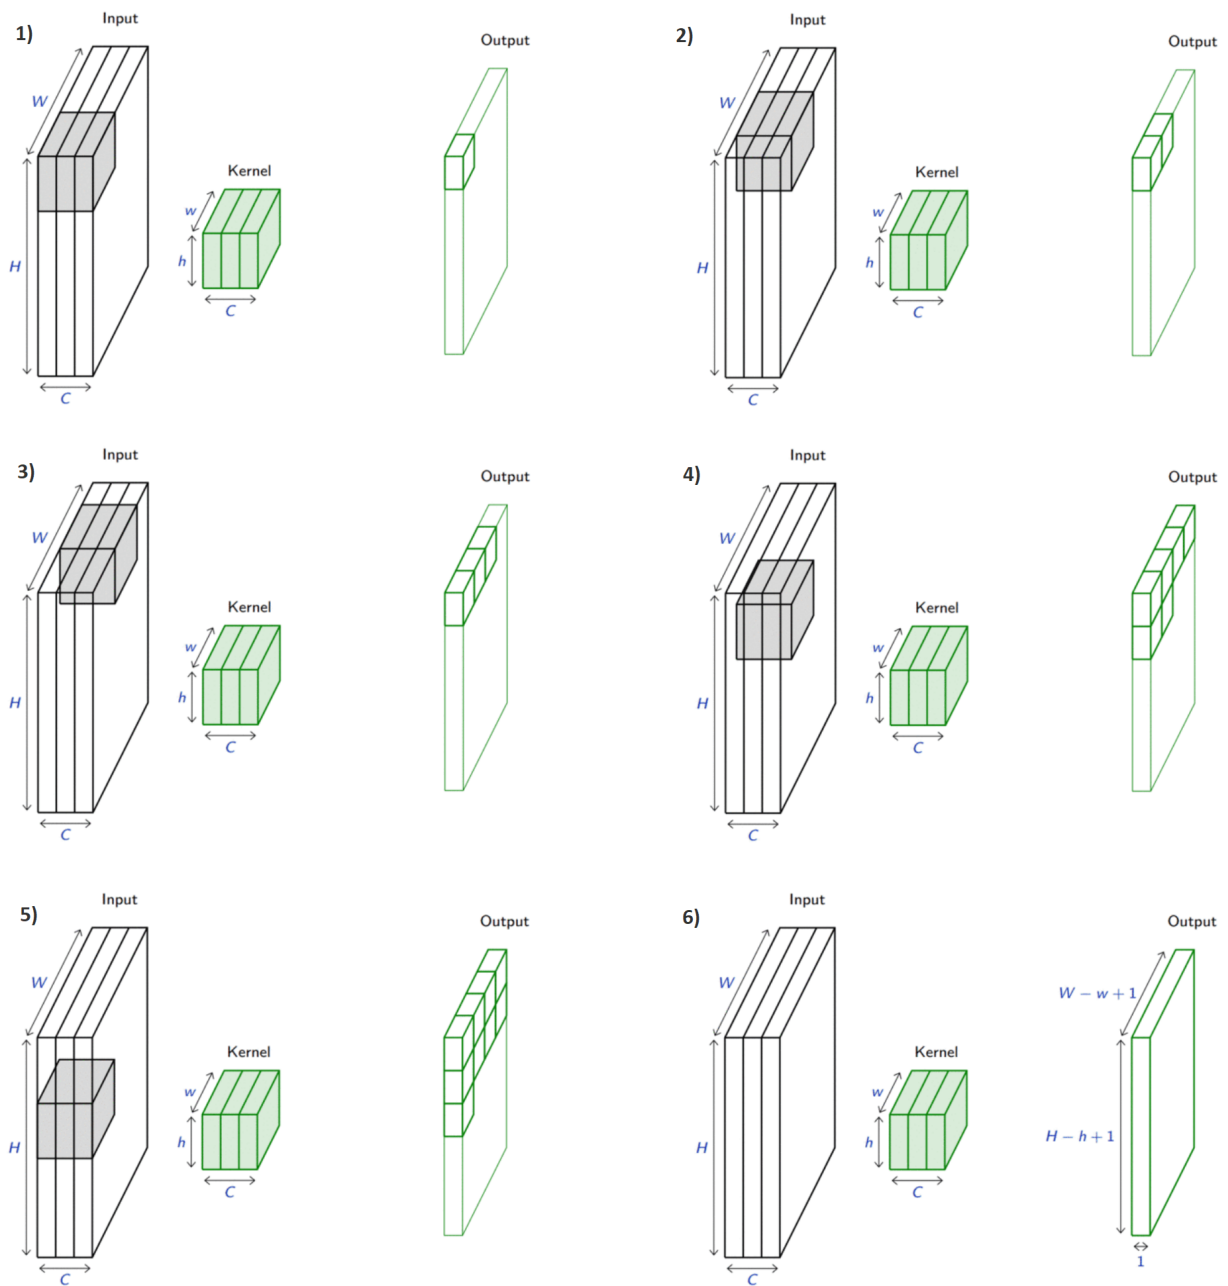 1)
Input
Output
W
Kernel
w
h
H
C
C
2)
Input
Output
W
Kernel
w
h
H
C
C
3)
Input
Output
W
Kernel
w
h
H
C
C
4)
Input
Output
W
Kernel
w
h
H
C
C
5)
Input
Output
W
Kernel
w
h
H
C
C
6)
Input
Output
W
W − w + 1
Kernel
w
H − h + 1
h
H
C
1
C